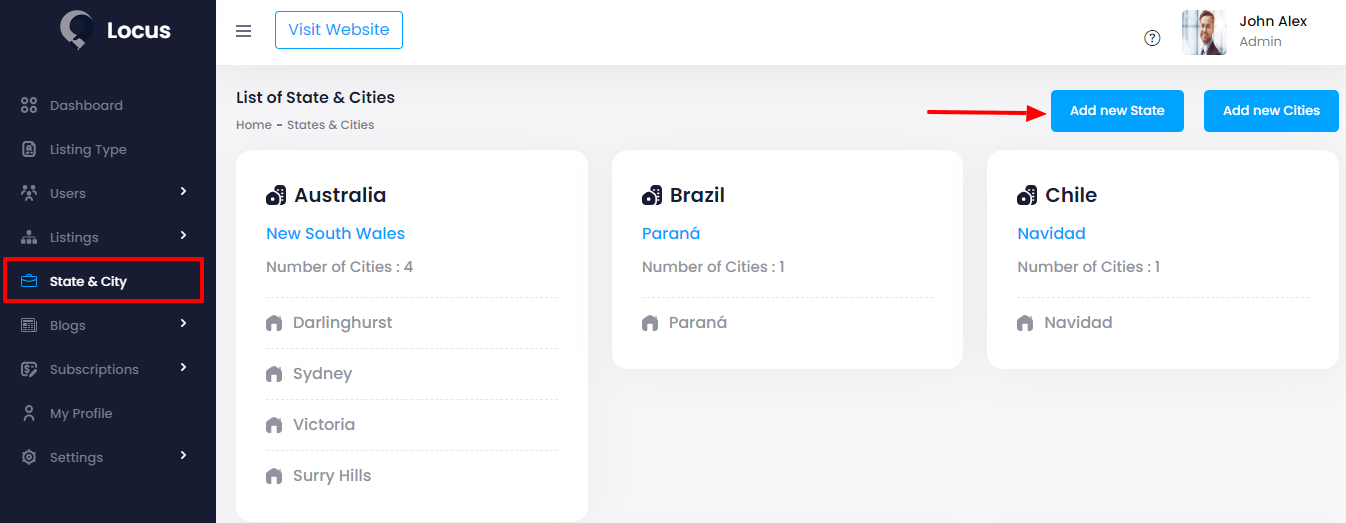 Locus
Visit Website
?
John Alex
Admin
Dashboard
Listing Type
Users
Listings
State & City
Blogs
Subscriptions
My Profile
Settings
List of State & Cities
Home - States & Cities
Add new State
Add new Cities
Australia
New South Wales
Number of Cities : 4
Darlinghurst
Sydney
Victoria
Surry Hills
Brazil
Paraná
Number of Cities : 1
Paraná
Chile
Navidad
Number of Cities : 1
Navidad